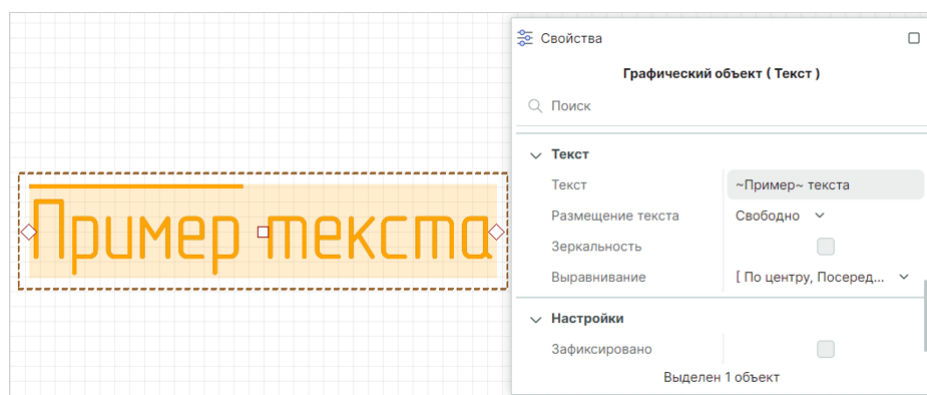 Свойства
Графический объект ( Текст )
Поиск
Текст
Текст ~Пример~ текста
Размещение текста Свободно
Зеркальность
Выравнивание [ По центру, Посеред...
Настройки
Зафиксировано
Выделен 1 объект
Пример текста